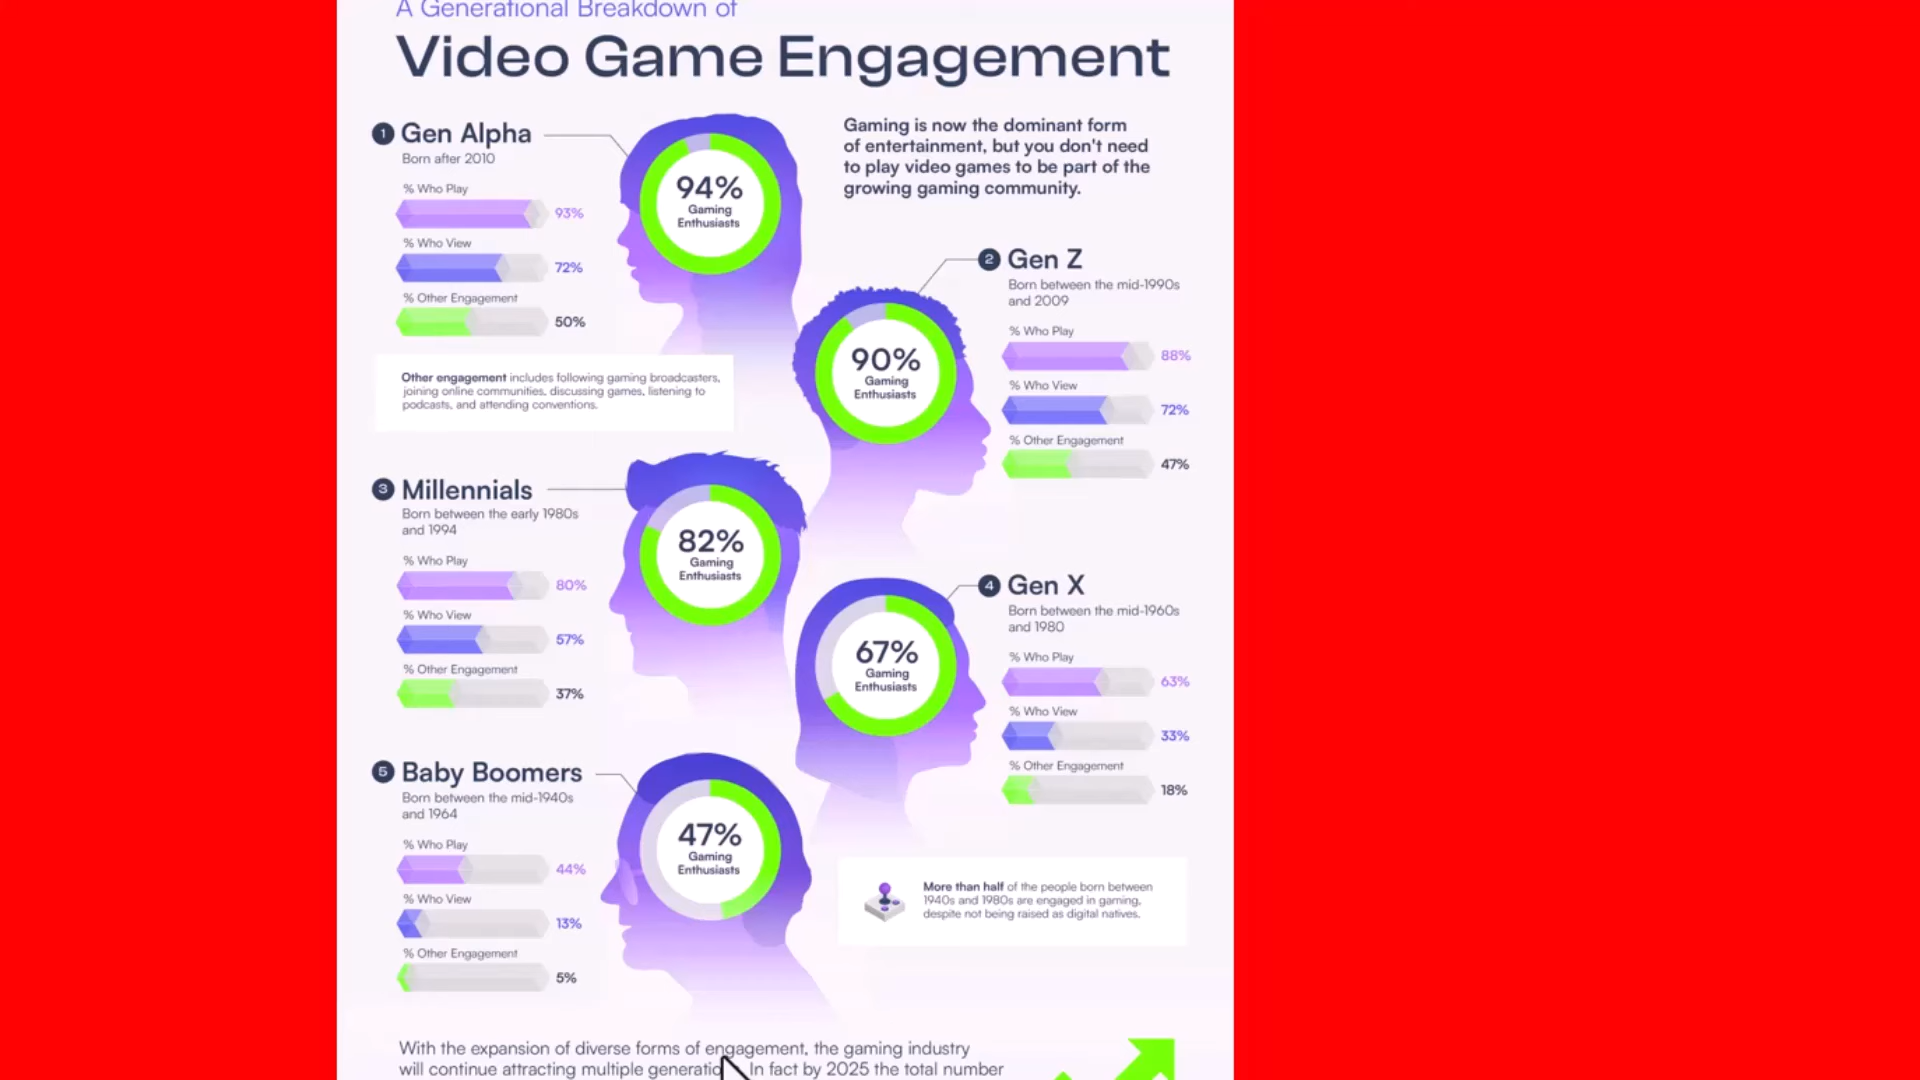 A Generational Breakdown of
Video Game Engagement
1 Gen Alpha
Born after 2010
% Who Play
93%
% Who View
72%
% Other Engagement
50%
94%
Gaming
Enthusiasts
Gaming is now the dominant form
of entertainment, but you don't need
to play video games to be part of the
growing gaming community.
Other engagement includes following gaming broadcasters,
joining online communities, discussing games, listening to
podcasts, and attending conventions.
2 Gen Z
Born between the mid-1990s
and 2009
% Who Play
88%
% Who View
72%
% Other Engagement
47%
90%
Gaming
Enthusiasts
3 Millennials
Born between the early 1980s
and 1994
% Who Play
80%
% Who View
57%
% Other Engagement
37%
82%
Gaming
Enthusiasts
4 Gen X
Born between the mid-1960s
and 1980
% Who Play
63%
% Who View
33%
% Other Engagement
18%
67%
Gaming
Enthusiasts
5 Baby Boomers
Born between the mid-1940s
and 1964
% Who Play
44%
% Who View
13%
% Other Engagement
5%
47%
Gaming
Enthusiasts
More than half of the people born between
1940s and 1980s are engaged in gaming,
despite not being raised as digital natives.
With the expansion of diverse forms of engagement, the gaming industry
will continue attracting multiple In fact by 2025 the total number